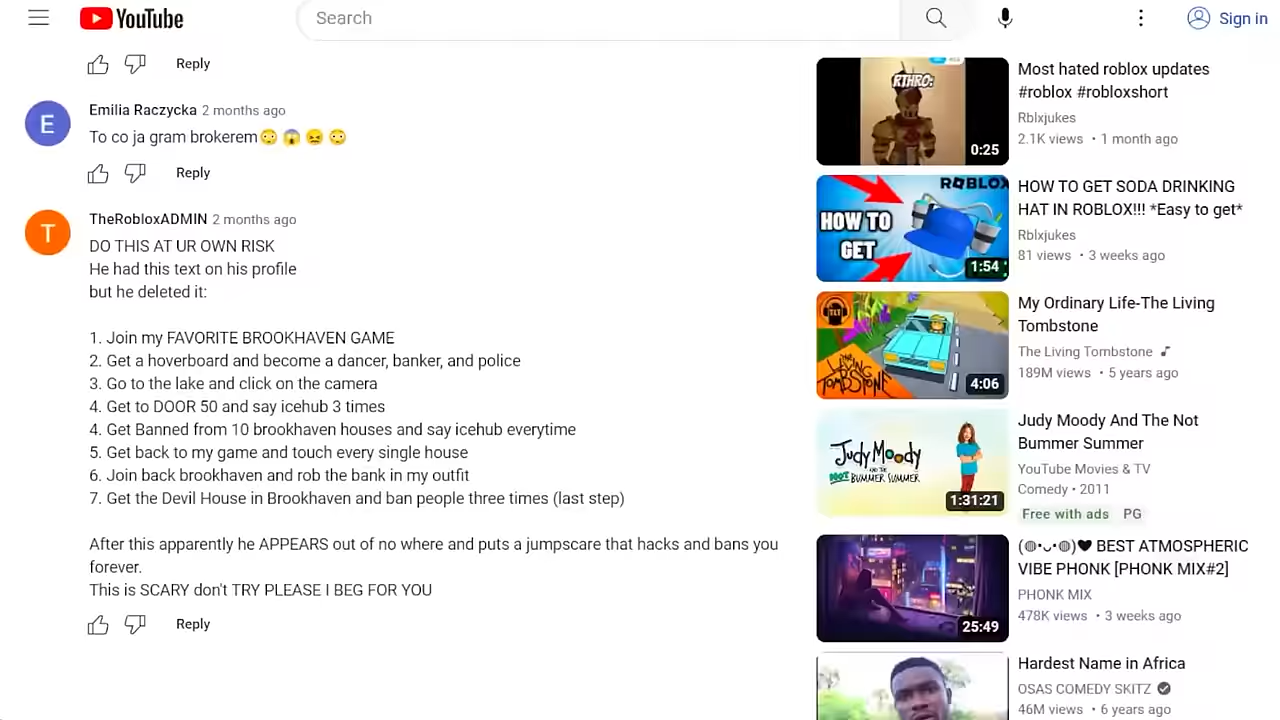 YouTube
Search
Sign in
Reply
Emilia Raczycka 2 months ago
To co ja gram brokerem😳 😱 😖 😳
Reply
TheRobloxADMIN 2 months ago
DO THIS AT UR OWN RISK
He had this text on his profile
but he deleted it:
1. Join my FAVORITE BROOKHAVEN GAME
2. Get a hoverboard and become a dancer, banker, and police
3. Go to the lake and click on the camera
4. Get to DOOR 50 and say icehub 3 times
4. Get Banned from 10 brookhaven houses and say icehub everytime
5. Get back to my game and touch every single house
6. Join back brookhaven and rob the bank in my outfit
7. Get the Devil House in Brookhaven and ban people three times (last step)
After this apparently he APPEARS out of no where and puts a jumpscare that hacks and bans you
forever.
This is SCARY don't TRY PLEASE I BEG FOR YOU
Reply
E
T
RTHRO:
0:25
Most hated roblox updates
#roblox #robloxshort
Rblxjukes
2.1K views • 1 month ago
ROBLOX
HOW TO
GET
1:54
HOW TO GET SODA DRINKING
HAT IN ROBLOX!!! *Easy to get*
Rblxjukes
81 views • 3 weeks ago
TLT
THE
LIVING
TOMBSTONE
4:06
My Ordinary Life-The Living
Tombstone
The Living Tombstone
189M views • 5 years ago
Judy Moody
AND THE
NOT
BUMMER SUMMER
1:31:21
Judy Moody And The Not
Bummer Summer
YouTube Movies & TV
Comedy • 2011
Free with ads PG
25:49
(◍•ᴗ•◍)❤ BEST ATMOSPHERIC
VIBE PHONK [PHONK MIX#2]
PHONK MIX
478K views • 3 weeks ago
Hardest Name in Africa
OSAS COMEDY SKITZ
46M views • 6 years ago